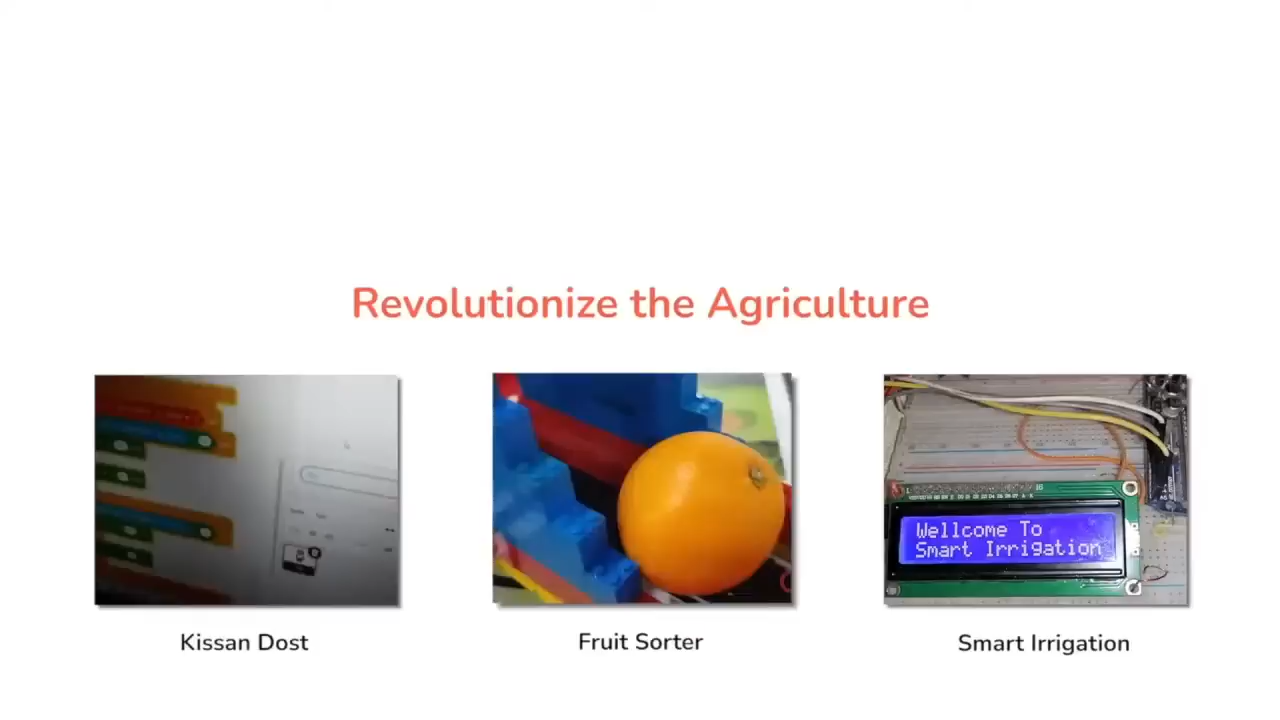 Revolutionize the Agriculture
Wellcome To
Smart Irrigation
Kissan Dost
Fruit Sorter
Smart Irrigation